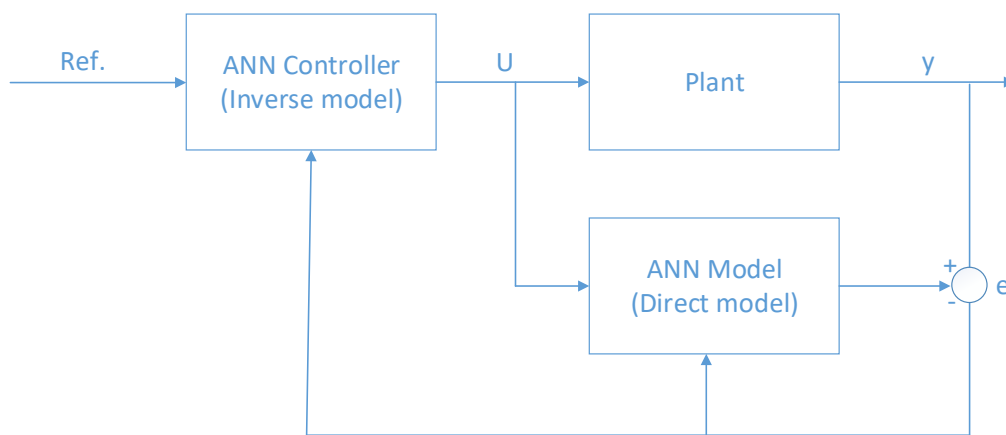 Ref.
ANN Controller
(Inverse model)
U
Plant
y
ANN Model
(Direct model)
+
-
e